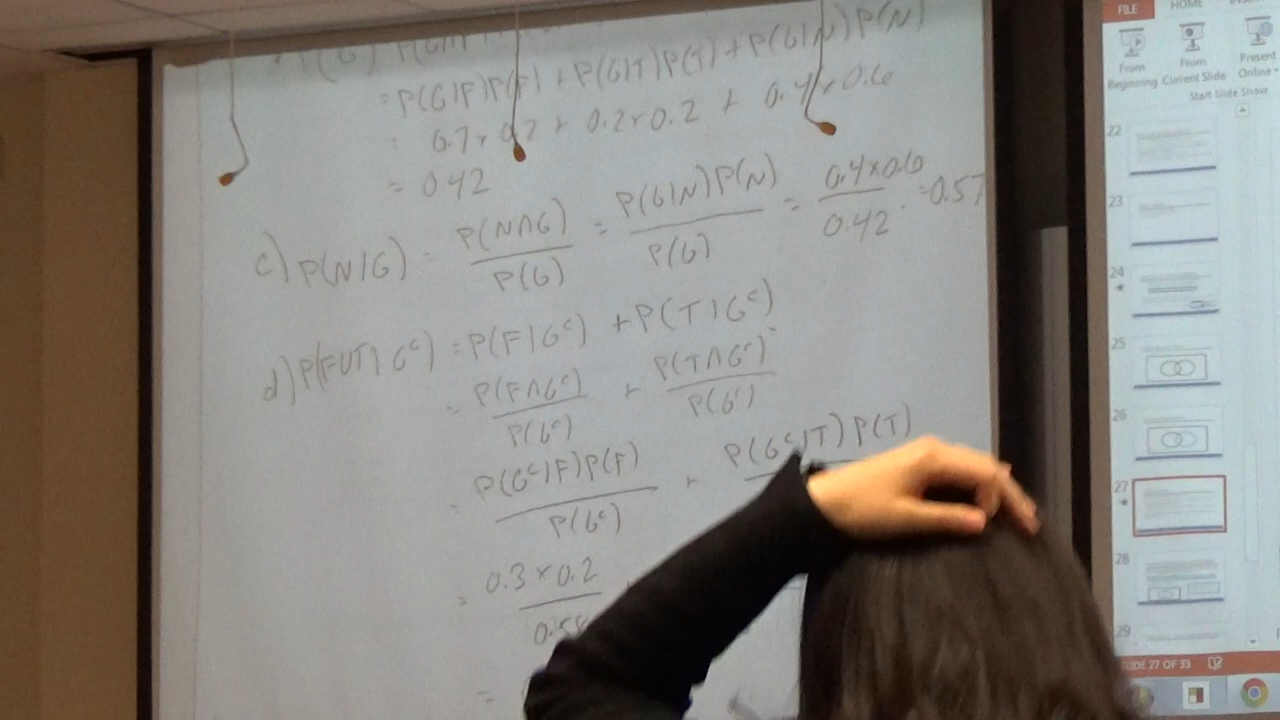 = P(G|F)P(F) + P(G|T)P(T) + P(G|N)P(N)
= 0.7 × 0.2 + 0.2 × 0.2 + 0.4 × 0.6
= 0.42
c) P(N|G) = P(N∩G) / P(G) = P(G|N)P(N) / P(G) = 0.4×0.6 / 0.42 = 0.57
d) P(F∪T|G^c) = P(F|G^c) + P(T|G^c)
= P(F∩G^c) / P(G^c) + P(T∩G^c) / P(G^c)
= P(G^c|F)P(F) / P(G^c) + P(G^c|T)P(T)
= 0.3 × 0.2
=
FILE
HOME
From Beginning
From Current Slide
Present Online
Start Slide Show
22
23
24
25
26
27
28
29
27 OF 33